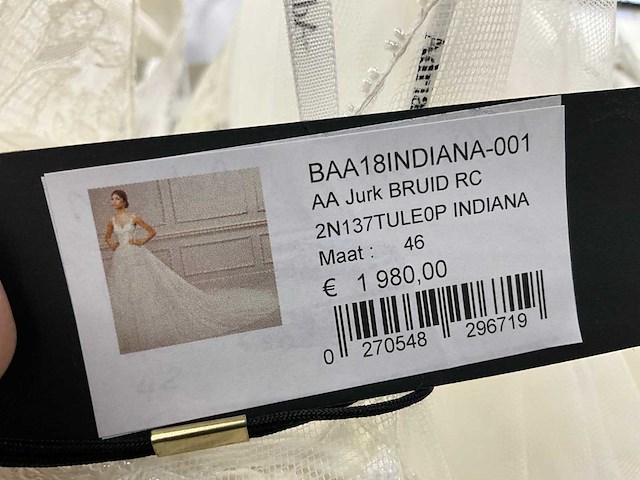 BAA18INDIANA-001
AA Jurk BRUID RC
2N137TULE0P INDIANA
Maat : 46
€ 1 980,00
0 270548 296719